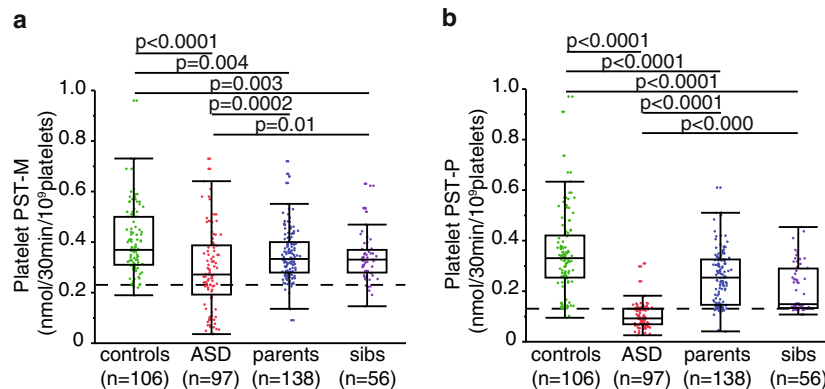 a
p<0.0001
p=0.004
p=0.003
p=0.0002
p=0.01
Platelet PST-M
(nmol/30min/10⁹platelets)
1.0
0.8
0.6
0.4
0.2
0
controls ASD parents sibs
(n=106) (n=97) (n=138) (n=56)
b
p<0.0001
p<0.0001
p<0.0001
p<0.0001
p<0.000
Platelet PST-P
(nmol/30min/10⁹platelets)
1.0
0.8
0.6
0.4
0.2
0
controls ASD parents sibs
(n=106) (n=97) (n=138) (n=56)